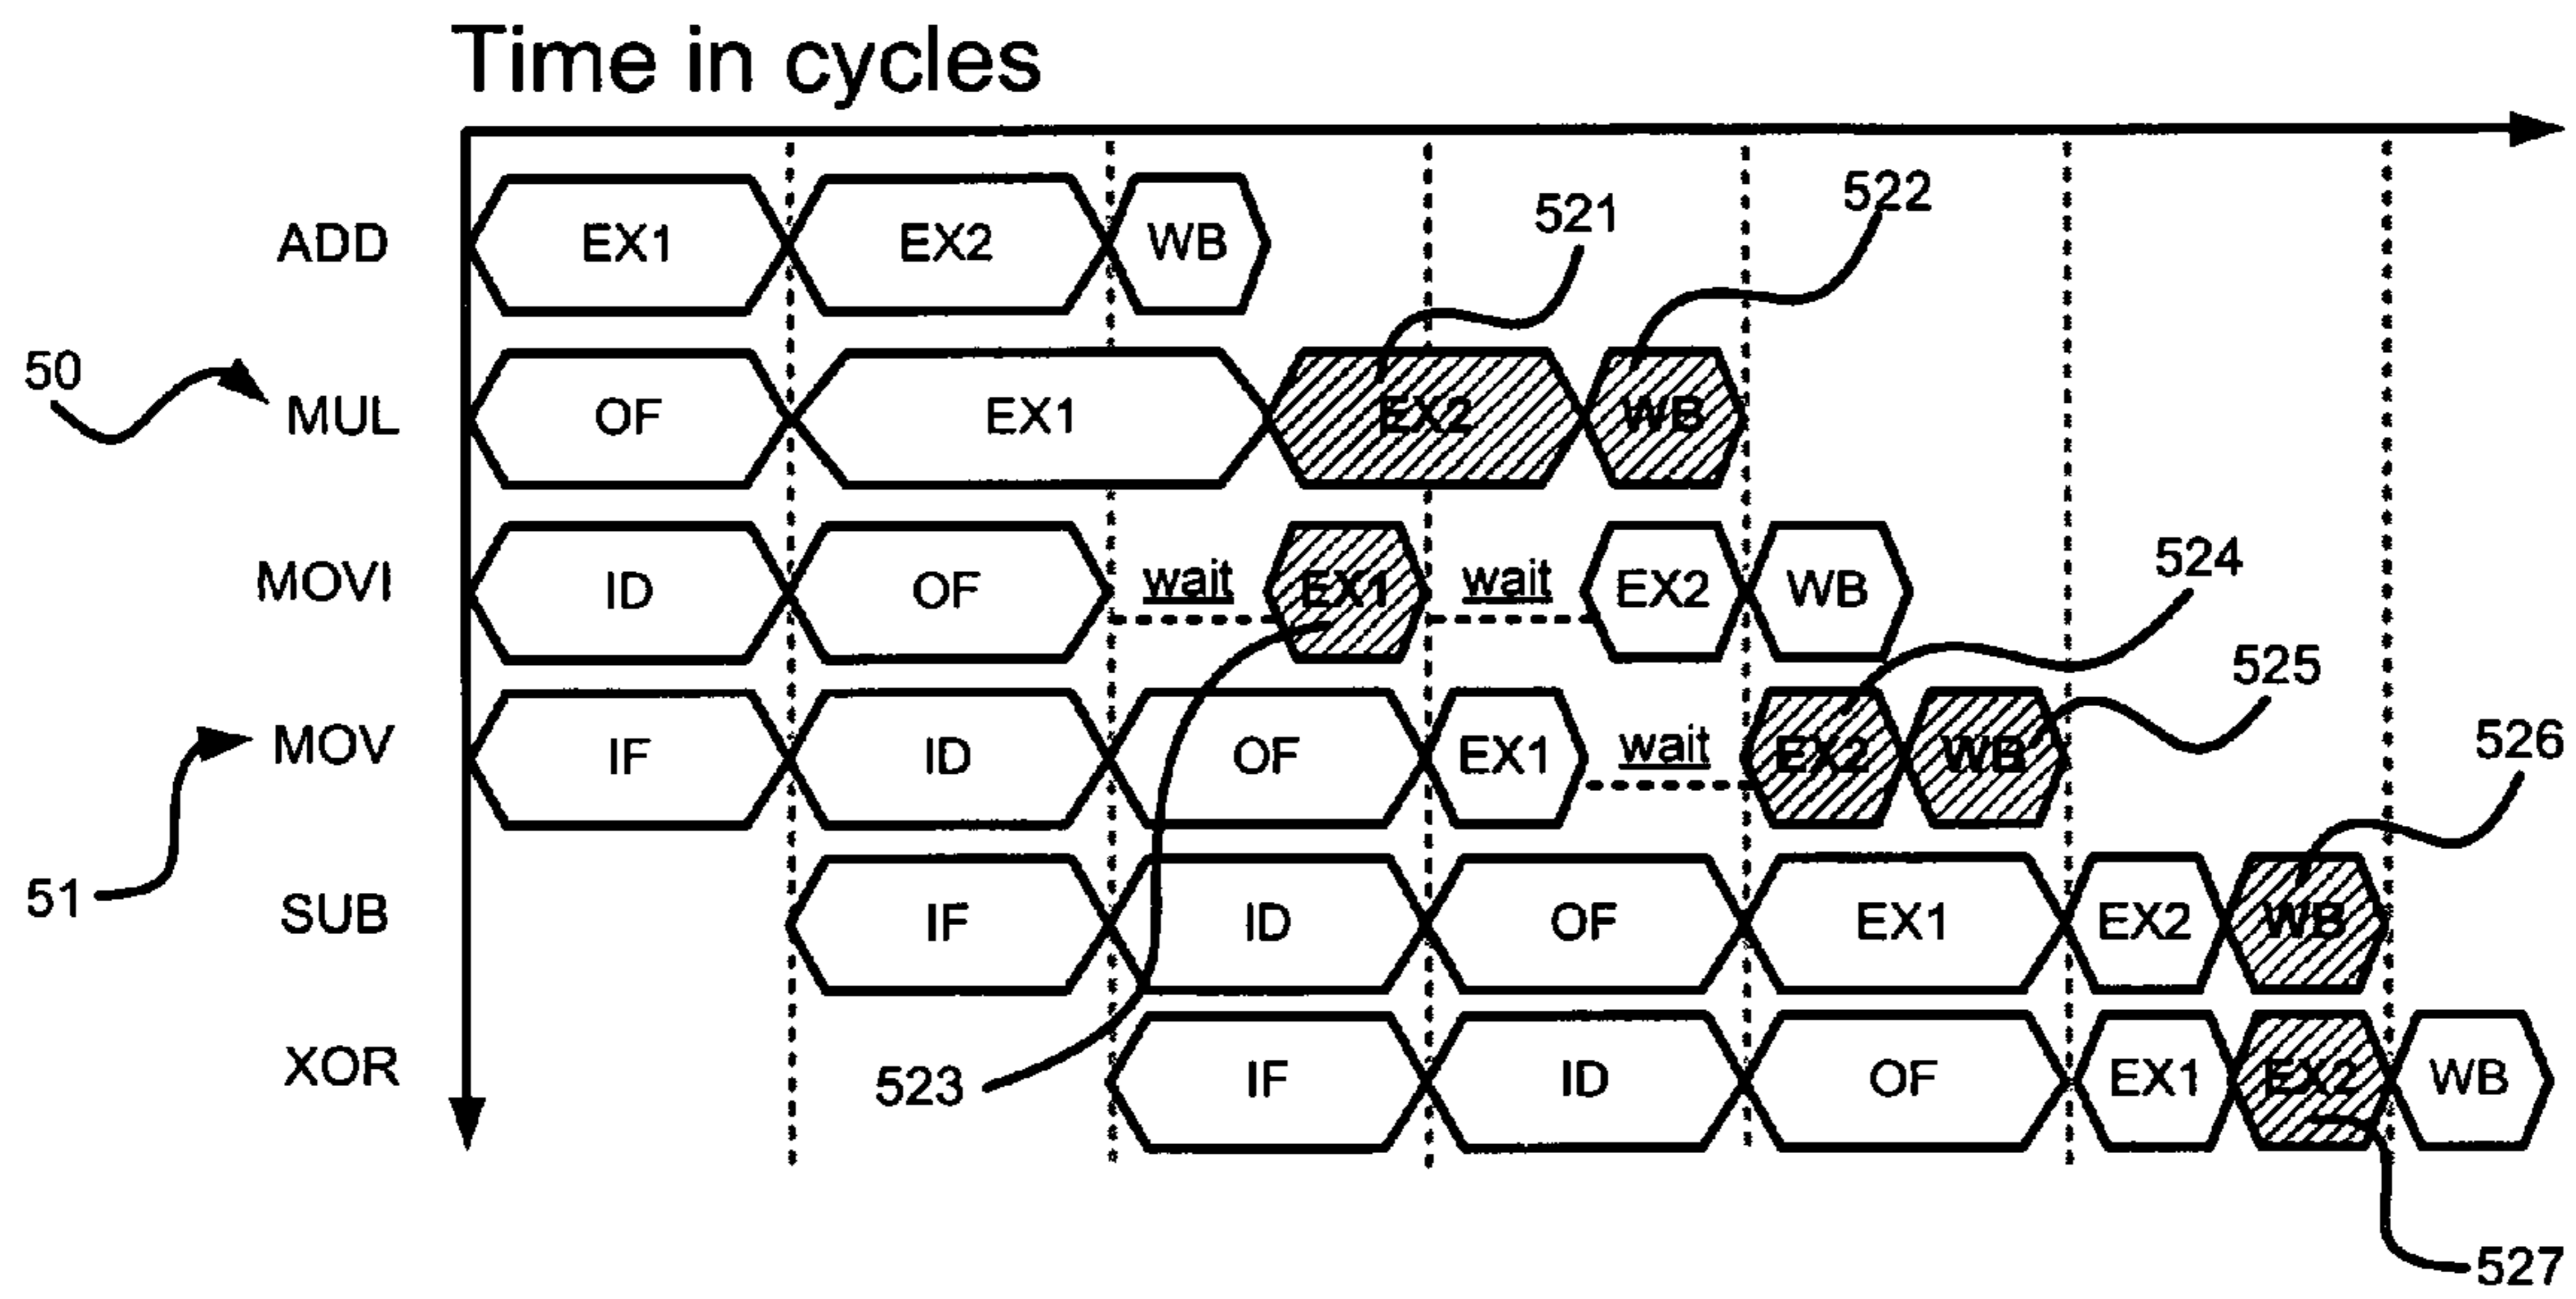 Time in cycles
521 522
ADD EX1 EX2 WB
50 MUL OF EX1 EX2 WB
MOVI ID OF wait EX1 wait EX2 WB
524
525
51 MOV IF ID OF EX1 wait EX2 WB
526
SUB IF ID OF EX1 EX2 WB
XOR IF ID OF EX1 EX2 WB
523
527